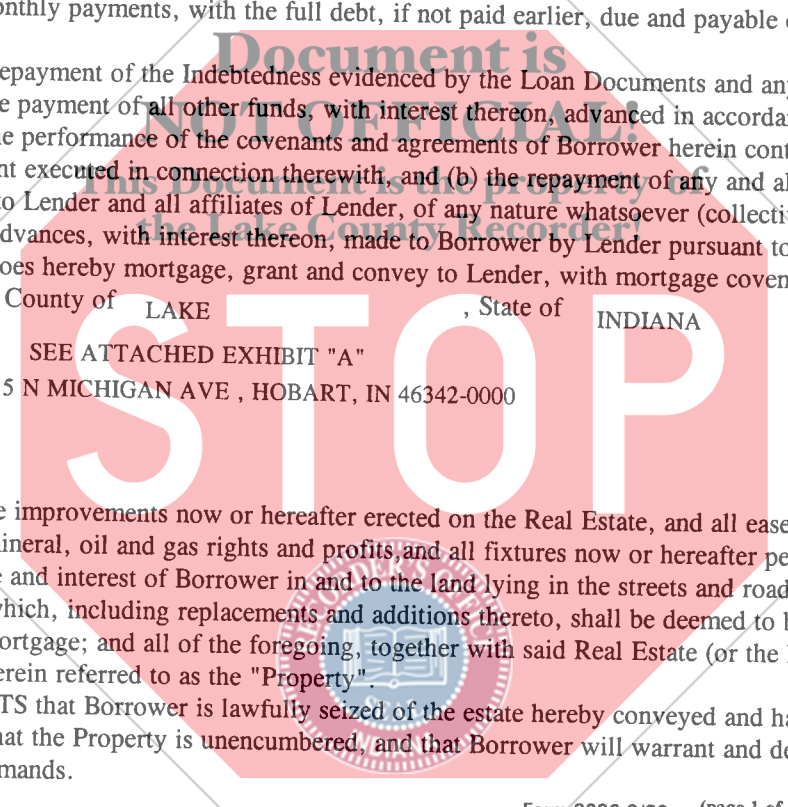 onthly payments, with the full debt, if not paid earlier, due and payable
Document is
epayment of the Indebtedness evidenced by the Loan Documents and any
e payment of all other funds, with interest thereon, advanced in accorda
NOT OFFICIAL!
he performance of the covenants and agreements of Borrower herein cont
nt executed in connection therewith, and (b) the repayment of any and al
This Document is the property of
to Lender and all affiliates of Lender, of any nature whatsoever (collecti
the Lake County Recorder!
dvances, with interest thereon, made to Borrower by Lender pursuant to
oes hereby mortgage, grant and convey to Lender, with mortgage coven
County of LAKE , State of INDIANA
STOP
SEE ATTACHED EXHIBIT "A"
5 N MICHIGAN AVE , HOBART, IN 46342-0000
e improvements now or hereafter erected on the Real Estate, and all ease
ineral, oil and gas rights and profits,and all fixtures now or hereafter pe
e and interest of Borrower in and to the land lying in the streets and road
which, including replacements and additions thereto, shall be deemed to b
ortgage; and all of the foregoing, together with said Real Estate (or the
erein referred to as the "Property".
TS that Borrower is lawfully seized of the estate hereby conveyed and ha
hat the Property is unencumbered, and that Borrower will warrant and de
mands.
INDIANA
(page 1 of